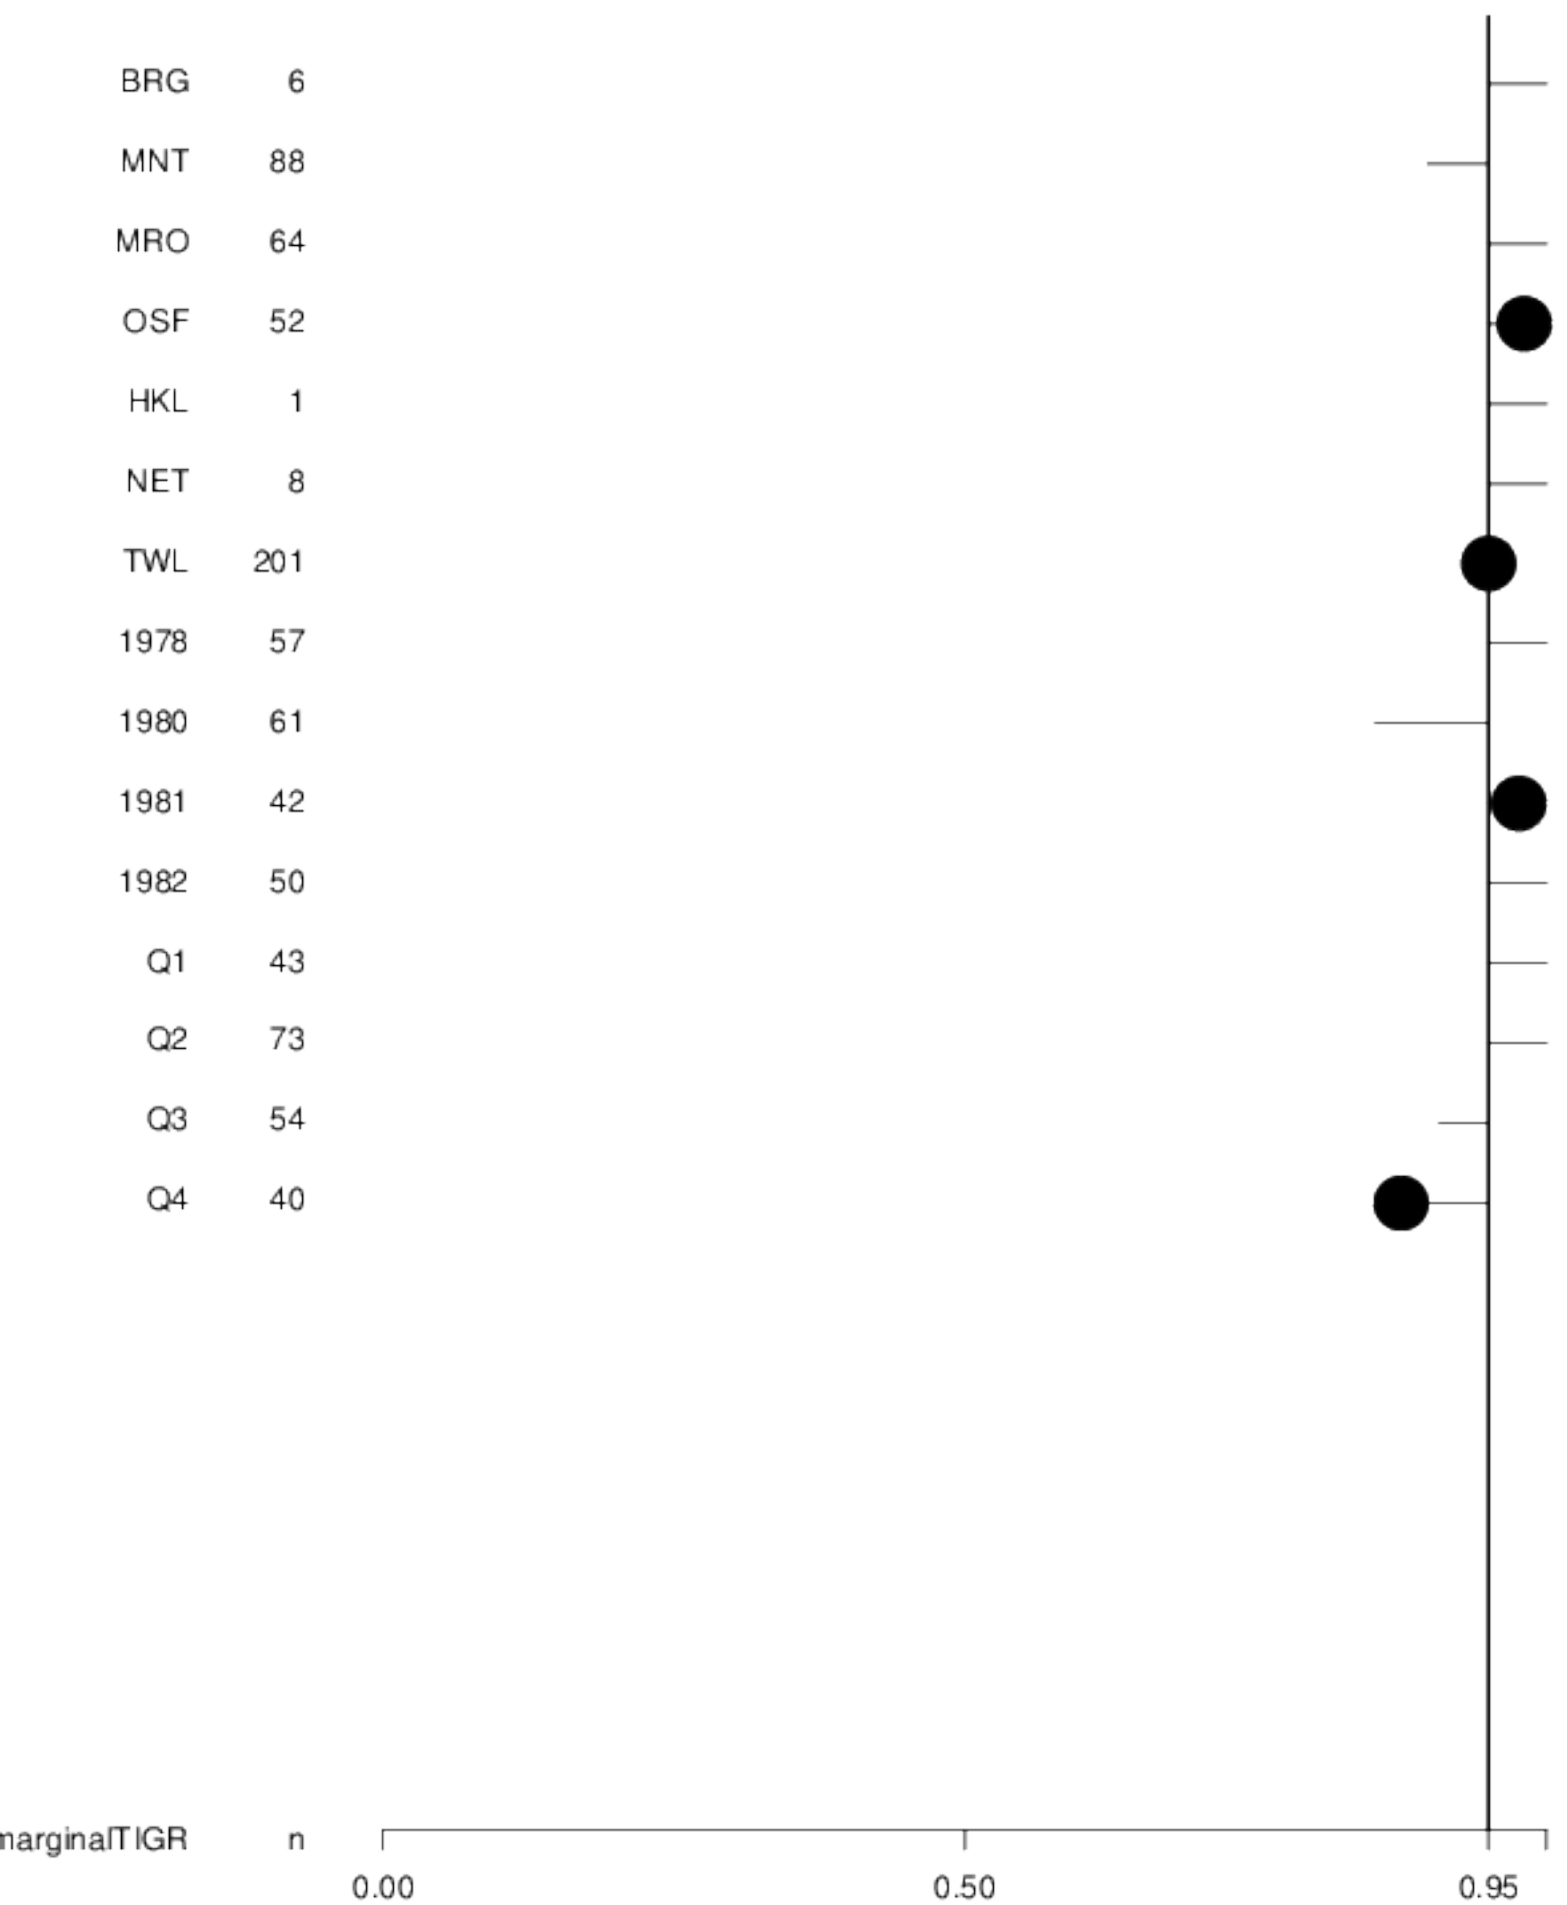 BRG 6
MNT 88
MRO 64
OSF 52
HKL 1
NET 8
TWL 201
1978 57
1980 61
1981 42
1982 50
Q1 43
Q2 73
Q3 54
Q4 40
marginalTIGR n
0.00 0.50 0.95